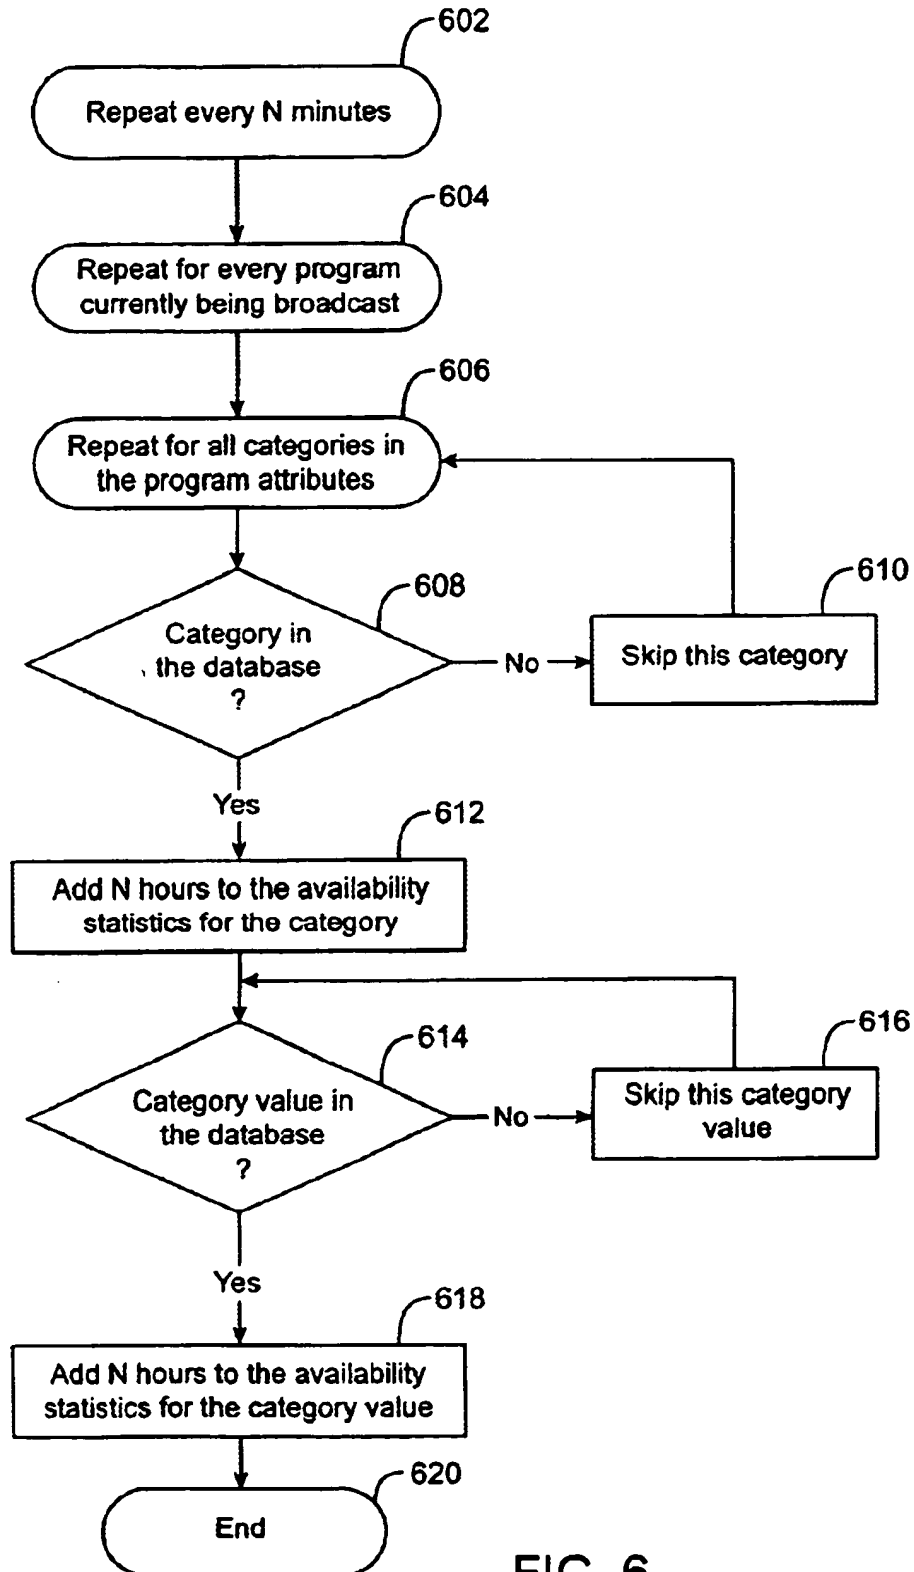 602
Repeat every N minutes
604
Repeat for every program
currently being broadcast
606
Repeat for all categories in
the program attributes
608
Category in
the database
?
No
610
Skip this category
Yes
612
Add N hours to the availability
statistics for the category
614
Category value in
the database
?
No
616
Skip this category
value
Yes
618
Add N hours to the availability
statistics for the category value
620
End
FIG. 6